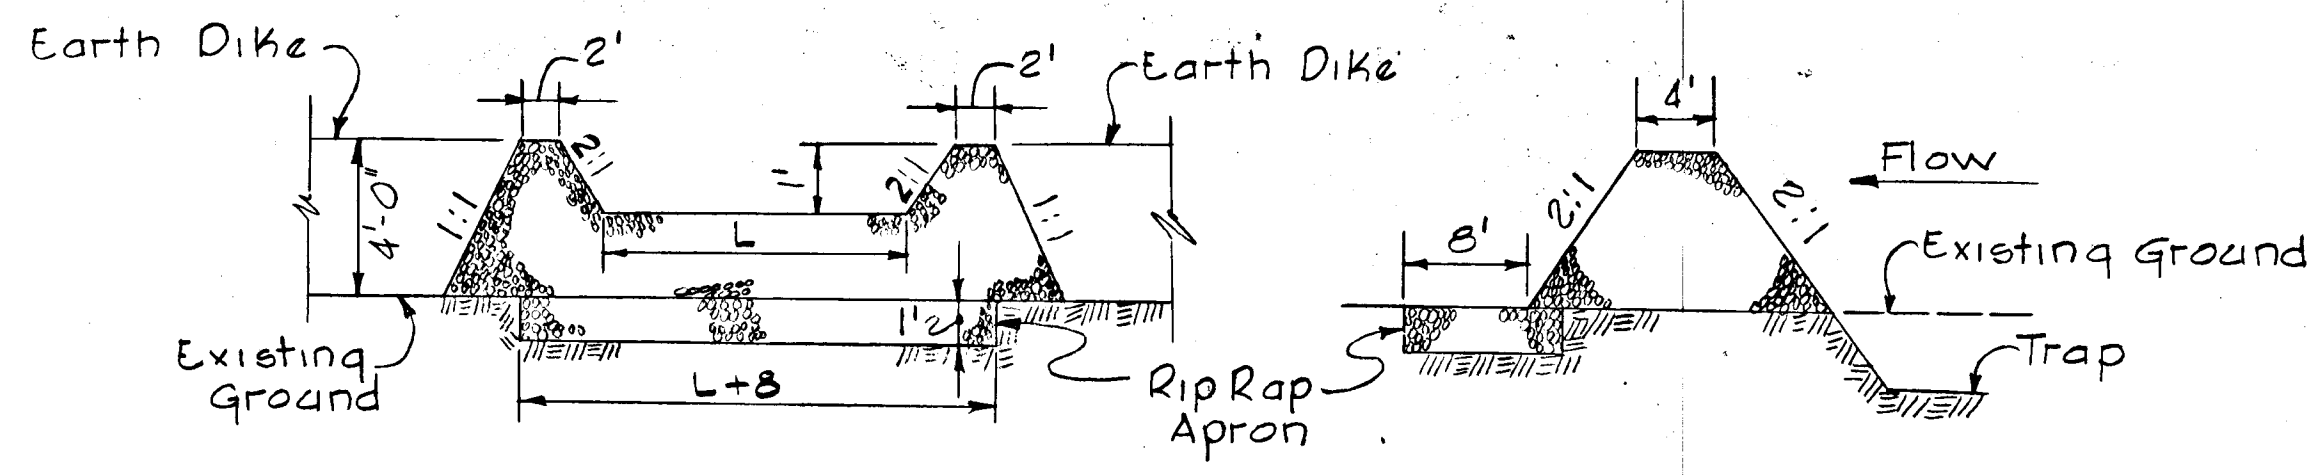 Earth Dike
2'
2'
Earth Dike
4'
Flow
2:1
2:1
1'
1:1
4'-0"
1:1
L
2:1
2:1
8'
Existing Ground
1'2
Existing
Ground
L+8
Rip Rap
Apron
Trap